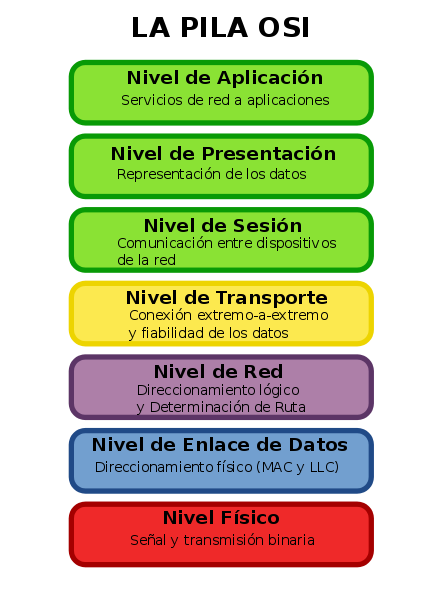 LA PILA OSI
Nivel de Aplicación
Servicios de red a aplicaciones
Nivel de Presentación
Representación de los datos
Nivel de Sesión
Comunicación entre dispositivos
de la red
Nivel de Transporte
Conexión extremo-a-extremo
y fiabilidad de los datos
Nivel de Red
Direccionamiento lógico
y Determinación de Ruta
Nivel de Enlace de Datos
Direccionamiento físico (MAC y LLC)
Nivel Físico
Señal y transmisión binaria